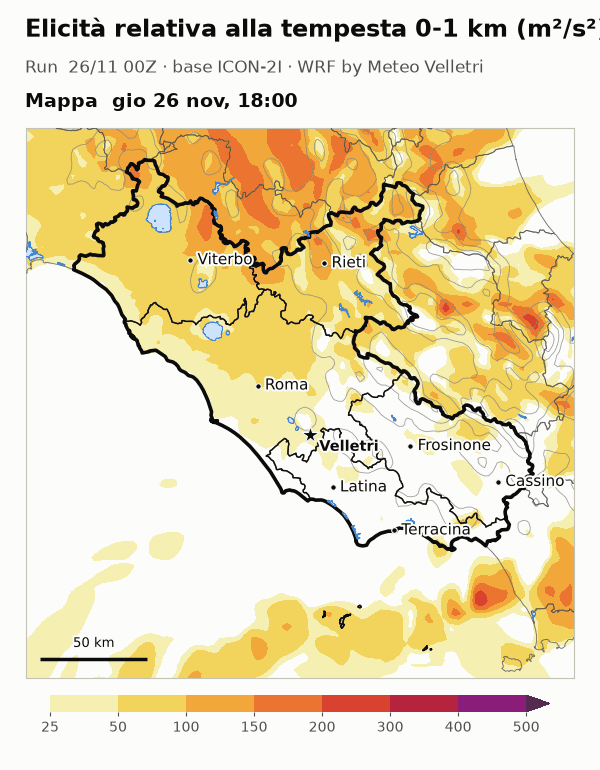 Elicità relativa alla tempesta 0-1 km (m²/s²)
Run  26/11 00Z · base ICON-2I · WRF by Meteo Velletri
Mappa  gio 26 nov, 18:00
Viterbo
Rieti
Roma
Velletri
Frosinone
Cassino
Latina
Terracina
50 km
25 50 100 150 200 300 400 500